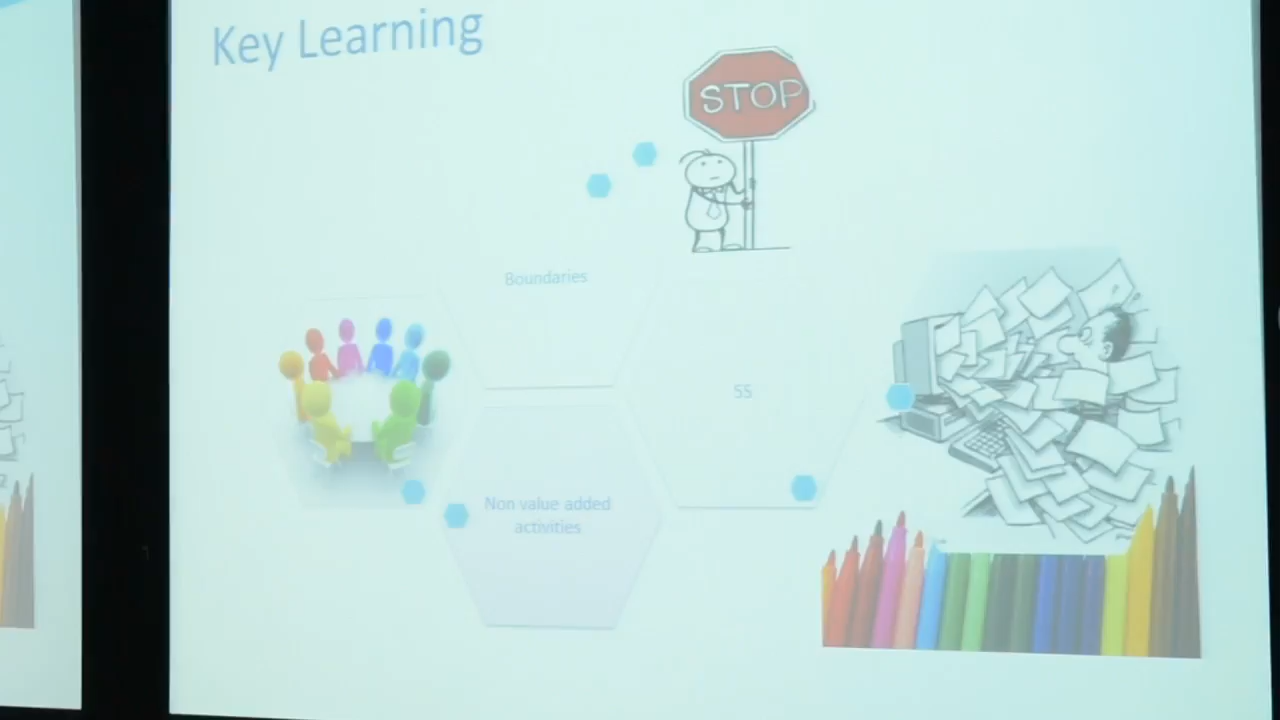 Key Learning
STOP
Boundaries
5S
Non value added
activities